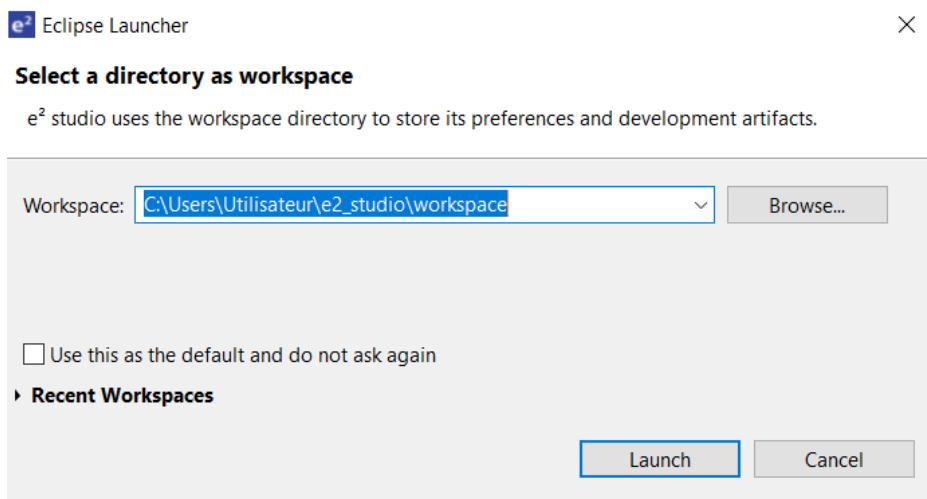 e² Eclipse Launcher
Select a directory as workspace
e² studio uses the workspace directory to store its preferences and development artifacts.
Workspace: C:\Users\Utilisateur\e2_studio\workspace Browse...
Use this as the default and do not ask again
Recent Workspaces
Launch Cancel